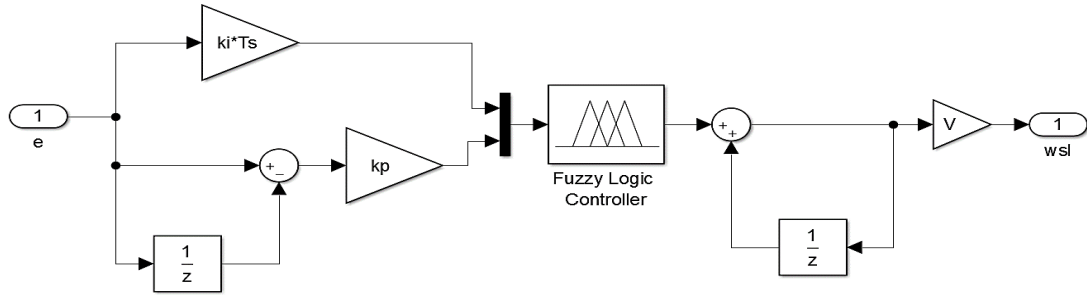 ki*Ts
1
e
+
−
kp
1
z
Fuzzy Logic
Controller
+
+
1
z
V
1
wsl